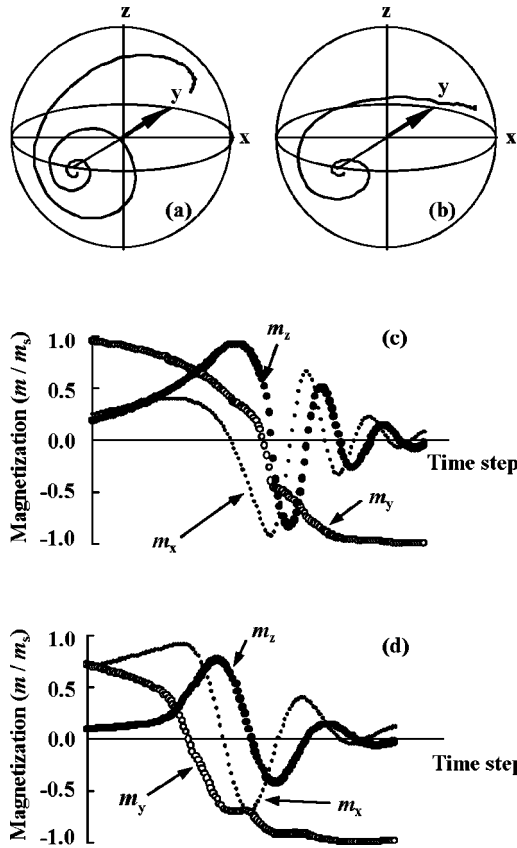 z
z
y
y
x
x
(a)
(b)
(c)
Magnetization (m / ms)
1.0
0.5
0.0
-0.5
-1.0
mz
Time step
my
mx
(d)
Magnetization (m / ms)
1.0
0.5
0.0
-0.5
-1.0
mz
Time step
my
mx